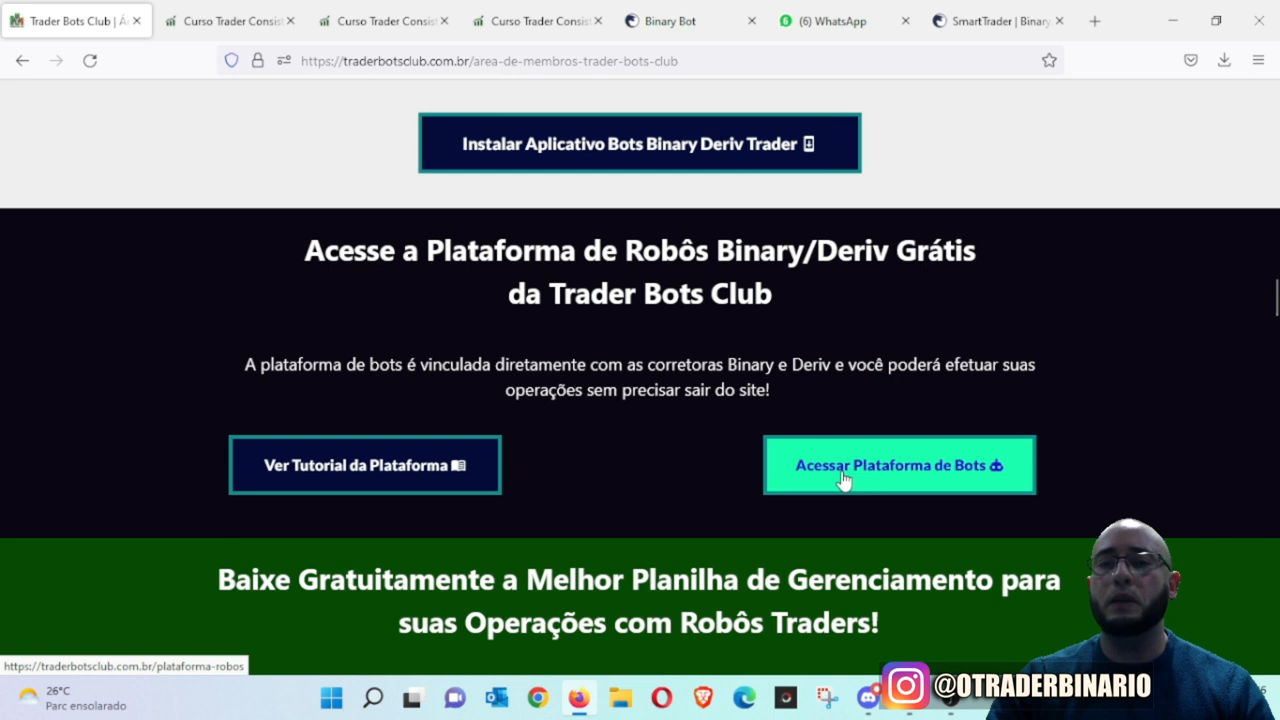 Trader Bots Club | Á
Curso Trader Consist
Curso Trader Consist
Curso Trader Consist
Binary Bot
(6) WhatsApp
SmartTrader | Binary
https://traderbotsclub.com.br/area-de-membros-trader-bots-club
Instalar Aplicativo Bots Binary Deriv Trader
Acesse a Plataforma de Robôs Binary/Deriv Grátis
da Trader Bots Club
A plataforma de bots é vinculada diretamente com as corretoras Binary e Deriv e você poderá efetuar suas
operações sem precisar sair do site!
Ver Tutorial da Plataforma
Acessar Plataforma de Bots
Baixe Gratuitamente a Melhor Planilha de Gerenciamento para
suas Operações com Robôs Traders!
https://traderbotsclub.com.br/plataforma-robos
26°C
Parc ensolarado
@OTRADERBINARIO